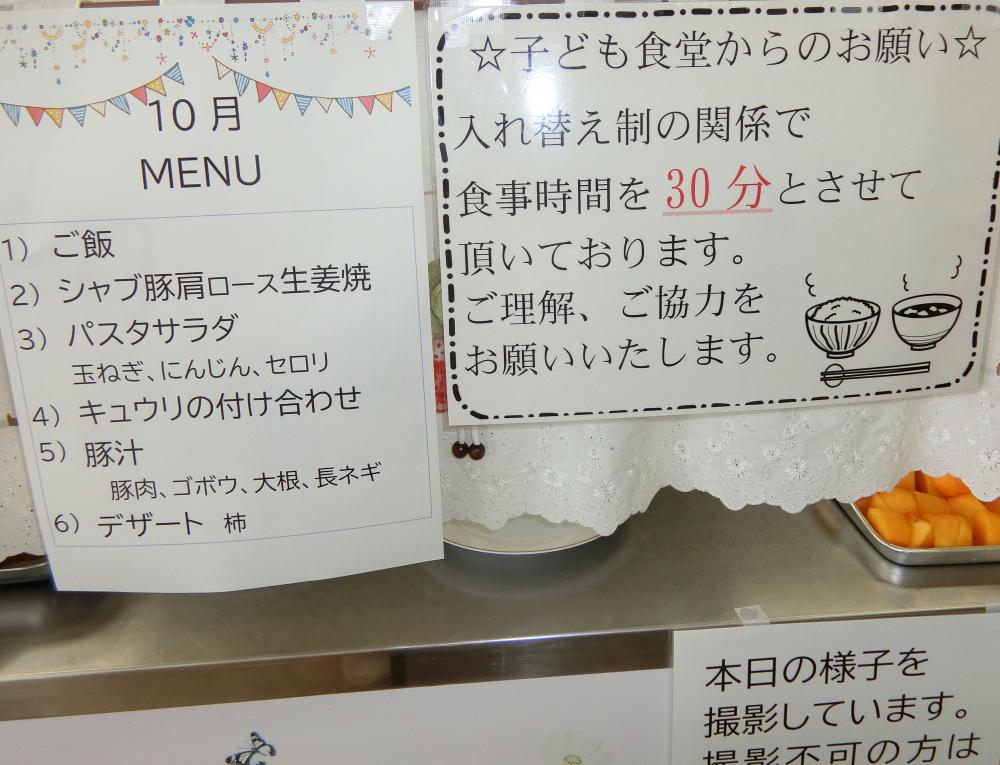 10月
MENU
1) ご飯
2) シャブ豚肩ロース生姜焼
3) パスタサラダ
玉ねぎ、にんじん、セロリ
4) キュウリの付け合わせ
5) 豚汁
豚肉、ゴボウ、大根、長ネギ
6) デザート 柿
☆子ども食堂からのお願い☆
入れ替え制の関係で
食事時間を30分とさせて
頂いております。
ご理解、ご協力を
お願いいたします。
本日の様子を
撮影しています。
撮影不可の方は